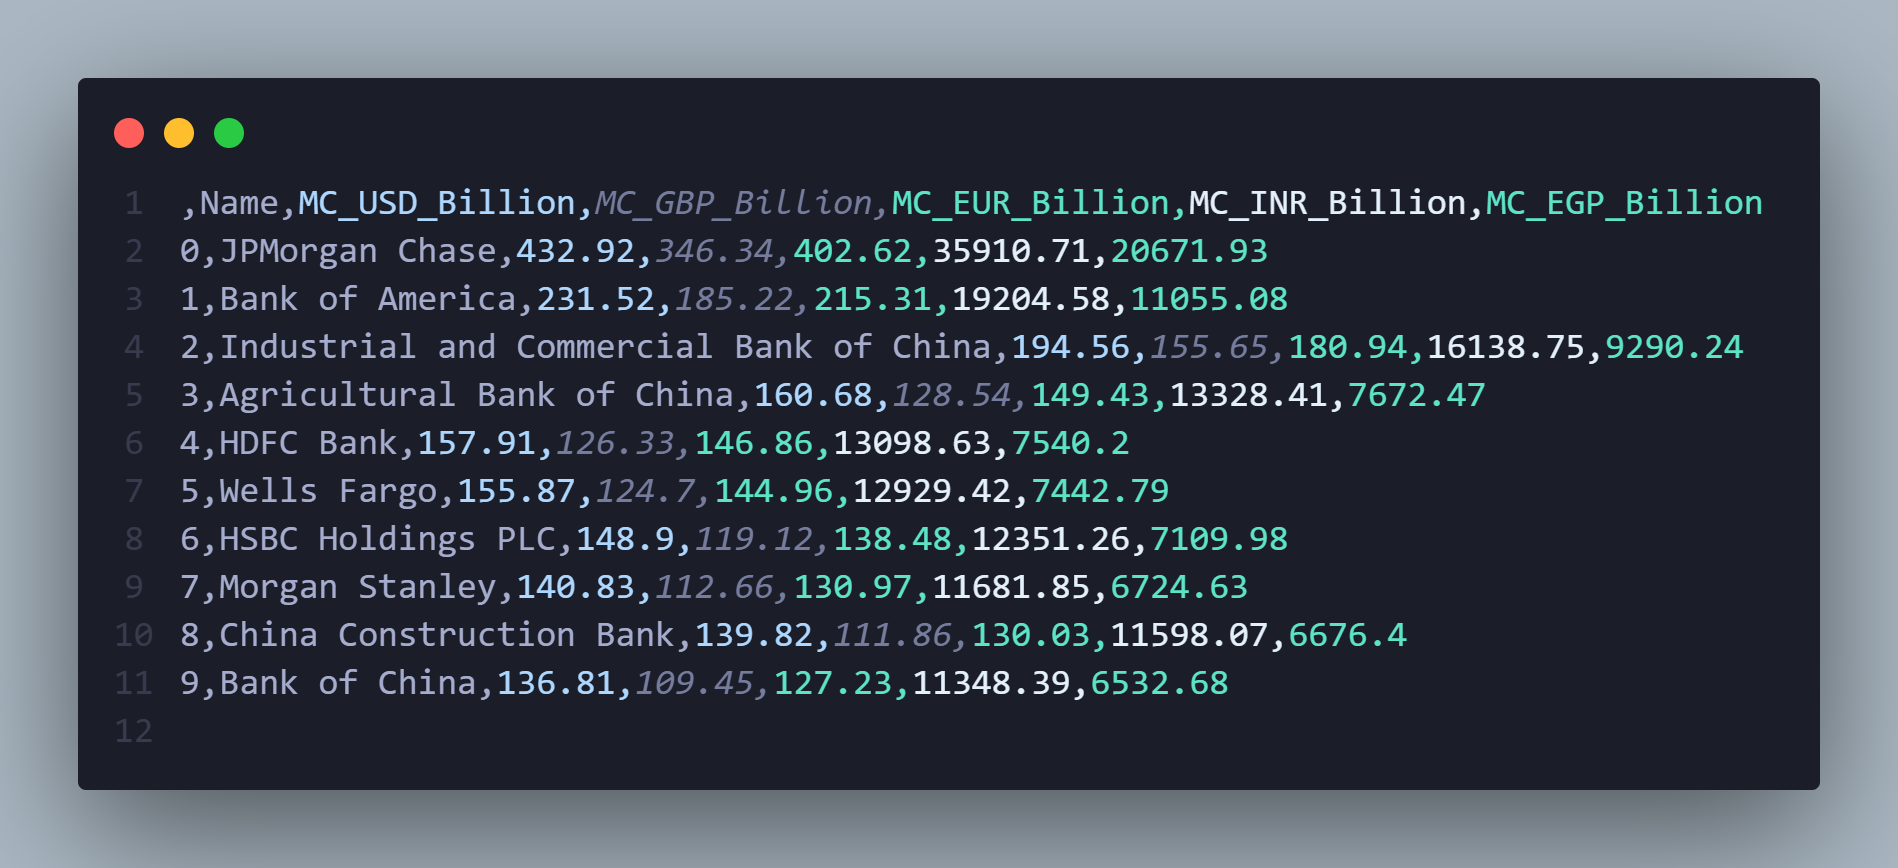 1 ,Name,MC_USD_Billion,MC_GBP_Billion,MC_EUR_Billion,MC_INR_Billion,MC_EGP_Billion
2 0,JPMorgan Chase,432.92,346.34,402.62,35910.71,20671.93
3 1,Bank of America,231.52,185.22,215.31,19204.58,11055.08
4 2,Industrial and Commercial Bank of China,194.56,155.65,180.94,16138.75,9290.24
5 3,Agricultural Bank of China,160.68,128.54,149.43,13328.41,7672.47
6 4,HDFC Bank,157.91,126.33,146.86,13098.63,7540.2
7 5,Wells Fargo,155.87,124.7,144.96,12929.42,7442.79
8 6,HSBC Holdings PLC,148.9,119.12,138.48,12351.26,7109.98
9 7,Morgan Stanley,140.83,112.66,130.97,11681.85,6724.63
10 8,China Construction Bank,139.82,111.86,130.03,11598.07,6676.4
11 9,Bank of China,136.81,109.45,127.23,11348.39,6532.68
12